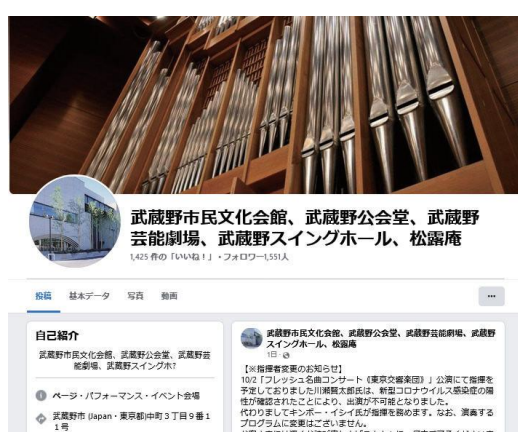 武蔵野市民文化会館、武蔵野公会堂、武蔵野
芸能劇場、武蔵野スイングホール、松露庵
1,425 件の「いいね!」・フォロワー1,551人
投稿 基本データ 写真 動画
自己紹介
武蔵野市民文化会館、武蔵野公会堂、武蔵野芸
能劇場、武蔵野スイングホ?
ページ・パフォーマンス・イベント会場
武蔵野市 (Japan・東京都)中町3丁目9番1
1号
武蔵野市民文化会館、武蔵野公会堂、武蔵野芸能劇場、武蔵野
スイングホール、松露庵
1日
【※指揮者変更のお知らせ】
10/2「フレッシュ名曲コンサート《東京交響楽団》」公演にて指揮を
予定しておりました川瀬賢太郎氏は、新型コロナウイルス感染症の陽
性が確認されたことにより、出演が不可能となりました。
代わりましてキンボー・イシイ氏が指揮を務めます。なお、演奏する
プログラムに変更はございません。